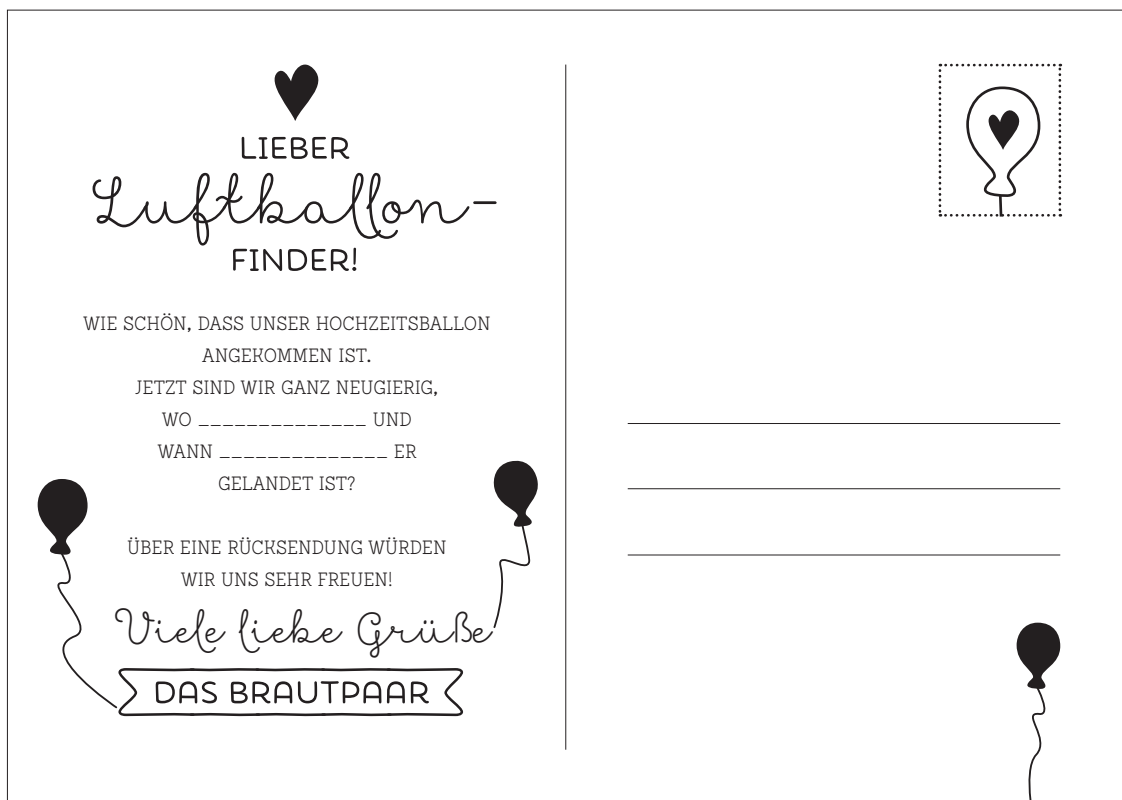 LIEBER
Luftballon-
FINDER!
WIE SCHÖN, DASS UNSER HOCHZEITSBALLON
ANGEKOMMEN IST.
JETZT SIND WIR GANZ NEUGIERIG,
WO ______________ UND
WANN ______________ ER
GELANDET IST?
ÜBER EINE RÜCKSENDUNG WÜRDEN
WIR UNS SEHR FREUEN!
Viele liebe Grüße
DAS BRAUTPAAR